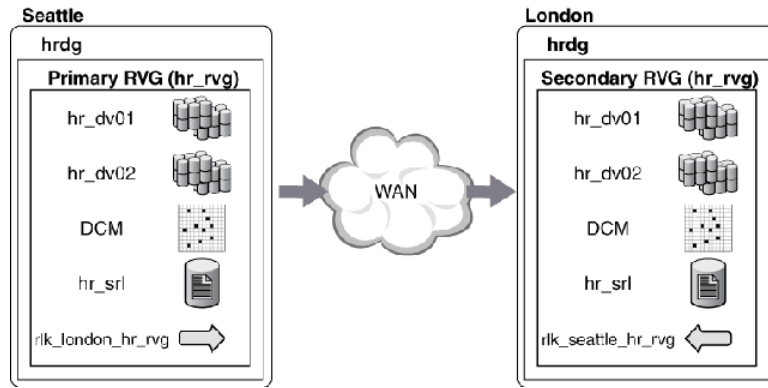 Seattle
hrdg
Primary RVG (hr_rvg)
hr_dv01
hr_dv02
DCM
hr_srl
rlk_london_hr_rvg
WAN
London
hrdg
Secondary RVG (hr_rvg)
hr_dv01
hr_dv02
DCM
hr_srl
rlk_seattle_hr_rvg